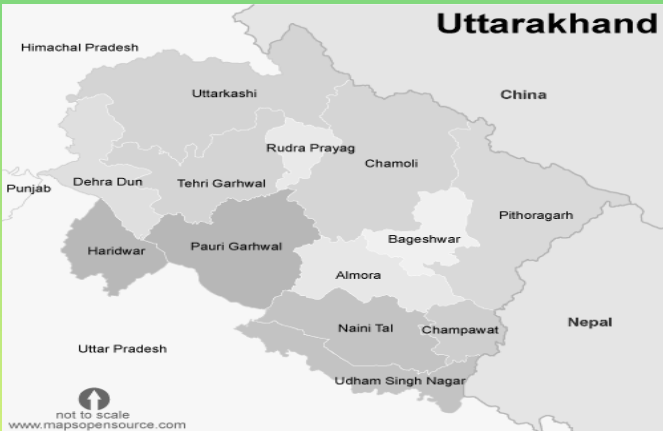 Uttarakhand
Himachal Pradesh
Uttarkashi
China
Rudra Prayag
Chamoli
Punjab
Dehra Dun
Tehri Garhwal
Pithoragarh
Haridwar
Pauri Garhwal
Bageshwar
Almora
Naini Tal
Champawat
Nepal
Uttar Pradesh
Udham Singh Nagar
not to scale
www.mapsopensource.com